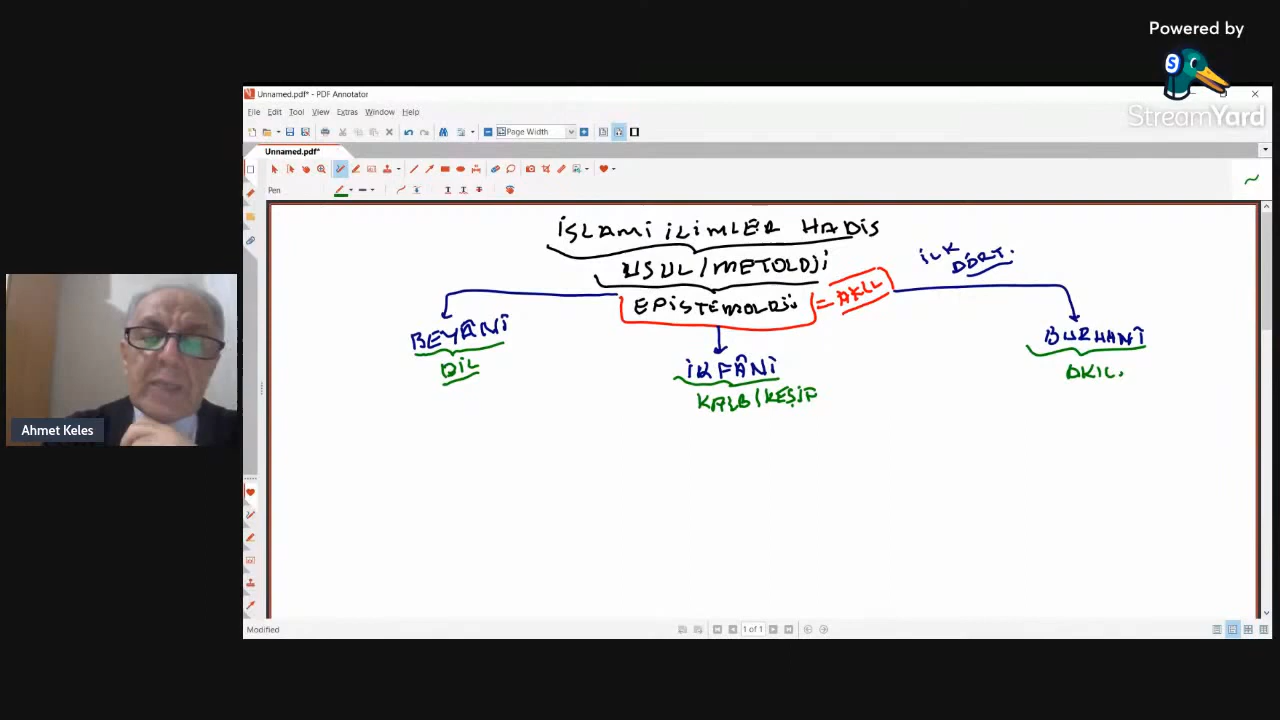 Powered by
S
StreamYard
Unnamed.pdf* - PDF Annotator
File Edit Tool View Extras Window Help
Page Width
Unnamed.pdf*
Pen
İSLAMİ İLİMLER HADİS
USUL/METOLOJİ
EPİSTEMOLOJİ = AKIL
İLK DÖRT.
BEYÂNİ
DİL
İRFÂNİ
KALB/KEŞİF
BURHANİ
AKIL.
Ahmet Keles
Modified
1 of 1